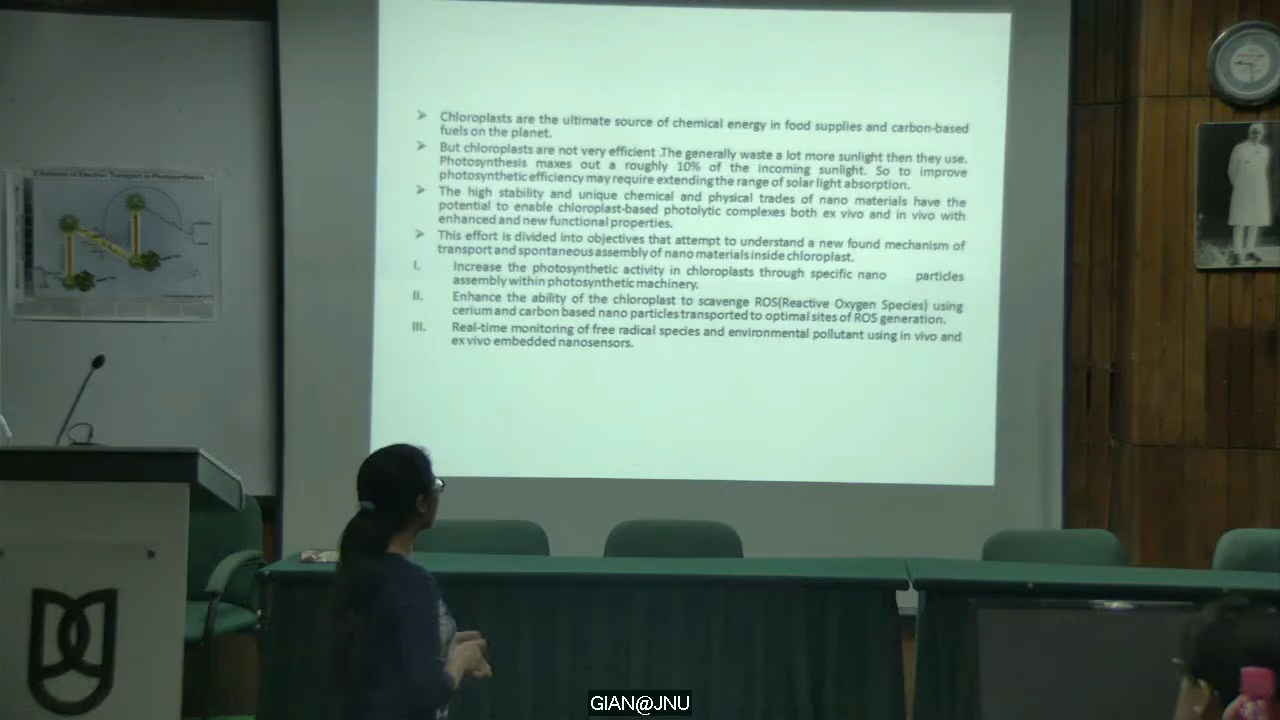 Z-Scheme of Electron Transport in Photosynthesis
➢ Chloroplasts are the ultimate source of chemical energy in food supplies and carbon-based
fuels on the planet.
➢ But chloroplasts are not very efficient .The generally waste a lot more sunlight then they use.
Photosynthesis maxes out a roughly 10% of the incoming sunlight. So to improve
photosynthetic efficiency may require extending the range of solar light absorption.
➢ The high stability and unique chemical and physical trades of nano materials have the
potential to enable chloroplast-based photolytic complexes both ex vivo and in vivo with
enhanced and new functional properties.
➢ This effort is divided into objectives that attempt to understand a new found mechanism of
transport and spontaneous assembly of nano materials inside chloroplast.
I. Increase the photosynthetic activity in chloroplasts through specific nano particles
assembly within photosynthetic machinery.
II. Enhance the ability of the chloroplast to scavenge ROS(Reactive Oxygen Species) using
cerium and carbon based nano particles transported to optimal sites of ROS generation.
III. Real-time monitoring of free radical species and environmental pollutant using in vivo and
ex vivo embedded nanosensors.
GIAN@JNU